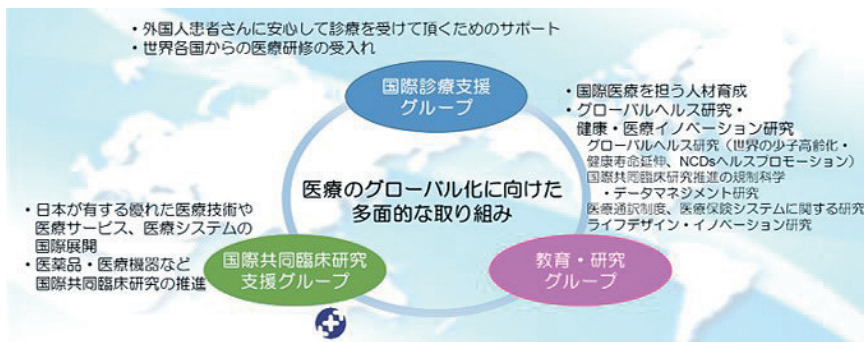 ・外国人患者さんに安心して診療を受けて頂くためのサポート
・世界各国からの医療研修の受入れ
国際診療支援
グループ
・国際医療を担う人材育成
・グローバルヘルス研究・
健康・医療イノベーション研究
グローバルヘルス研究（世界の少子高齢化・
健康寿命延伸、NCDsヘルスプロモーション）
国際共同臨床研究推進の規制科学
・データマネジメント研究
医療通訳制度、医療保険システムに関する研究
ライフデザイン・イノベーション研究
医療のグローバル化に向けた
多面的な取り組み
・日本が有する優れた医療技術や
医療サービス、医療システムの
国際展開
・医薬品・医療機器など
国際共同臨床研究の推進
国際共同臨床研究
支援グループ
教育・研究
グループ